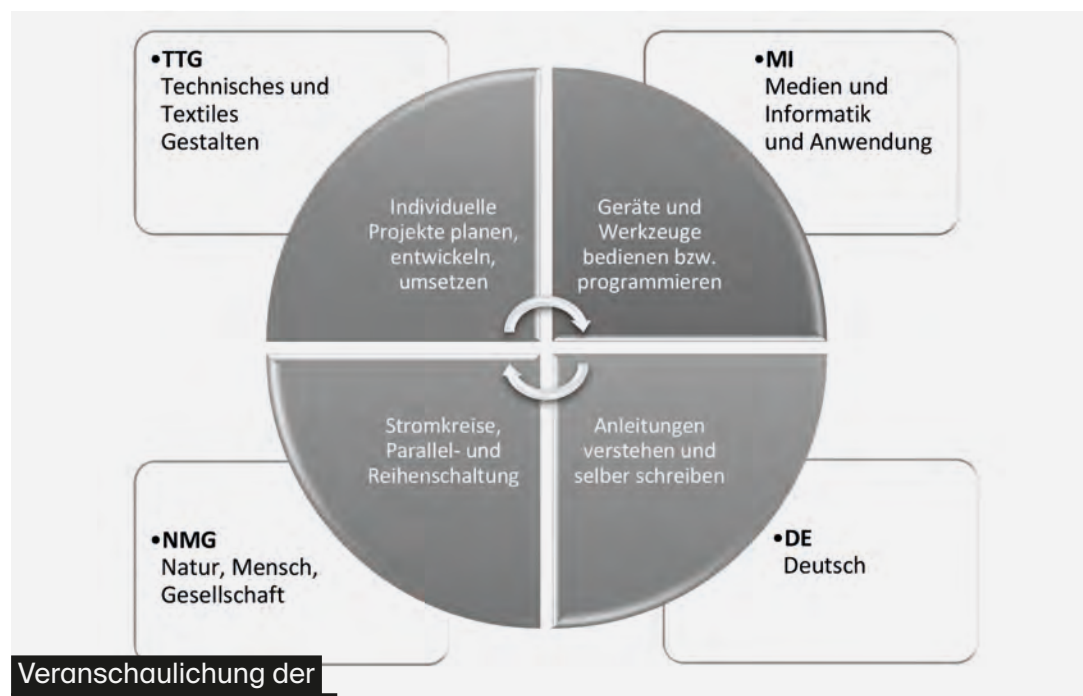 •TTG
Technisches und
Textiles
Gestalten
•MI
Medien und
Informatik
und Anwendung
Individuelle
Projekte planen,
entwickeln,
umsetzen
Geräte und
Werkzeuge
bedienen bzw.
programmieren
Stromkreise,
Parallel- und
Reihenschaltung
Anleitungen
verstehen und
selber schreiben
•NMG
Natur, Mensch,
Gesellschaft
•DE
Deutsch
Veranschaulichung der